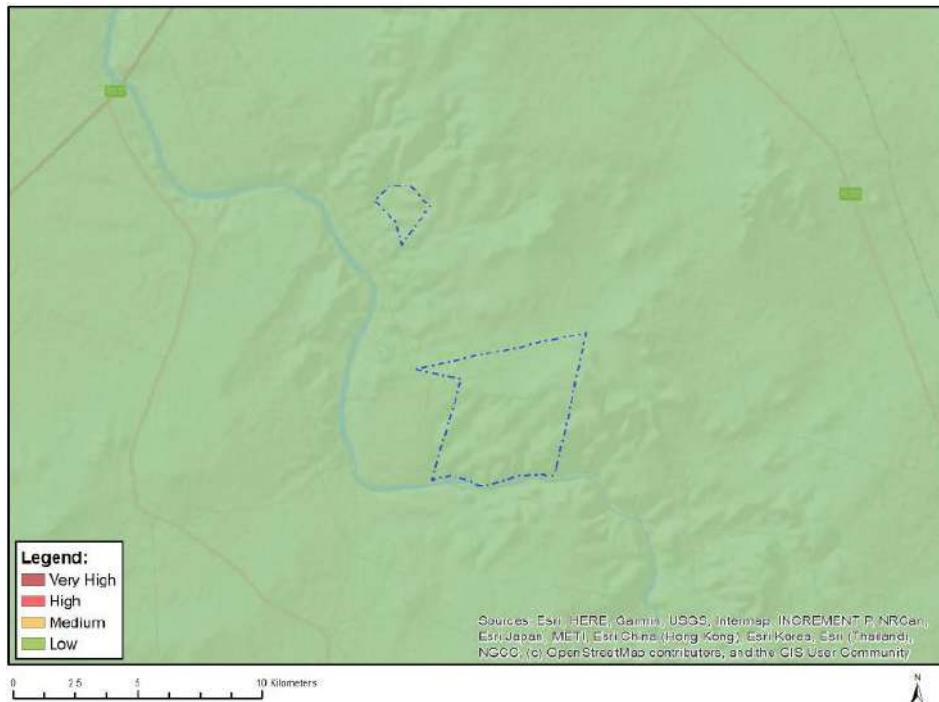 Legend:
Very High
High
Medium
Low
Sources: Esri, HERE, Garmin, USGS, Intermap, INCREMENT P, NRCan,
Esri Japan, METI, Esri China (Hong Kong), Esri Korea, Esri (Thailand),
NGCC, (c) OpenStreetMap contributors, and the GIS User Community
0 2.5 5 10 Kilometers
N